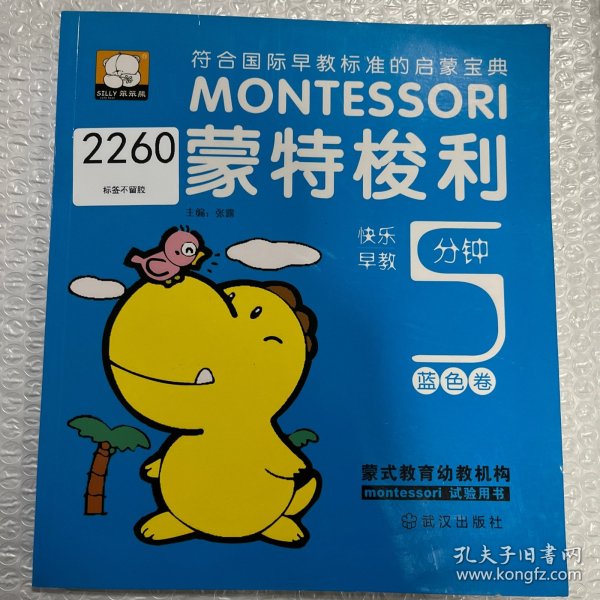 符合国际早教标准的启蒙宝典
SILLY 笨笨熊
MONTESSORI
2260
标签不留胶
蒙特梭利
主编：张露
快乐
早教
5
分钟
蓝色卷
蒙式教育幼教机构
montessori 试验用书
武汉出版社
孔夫子旧书网
www.kongfz.com